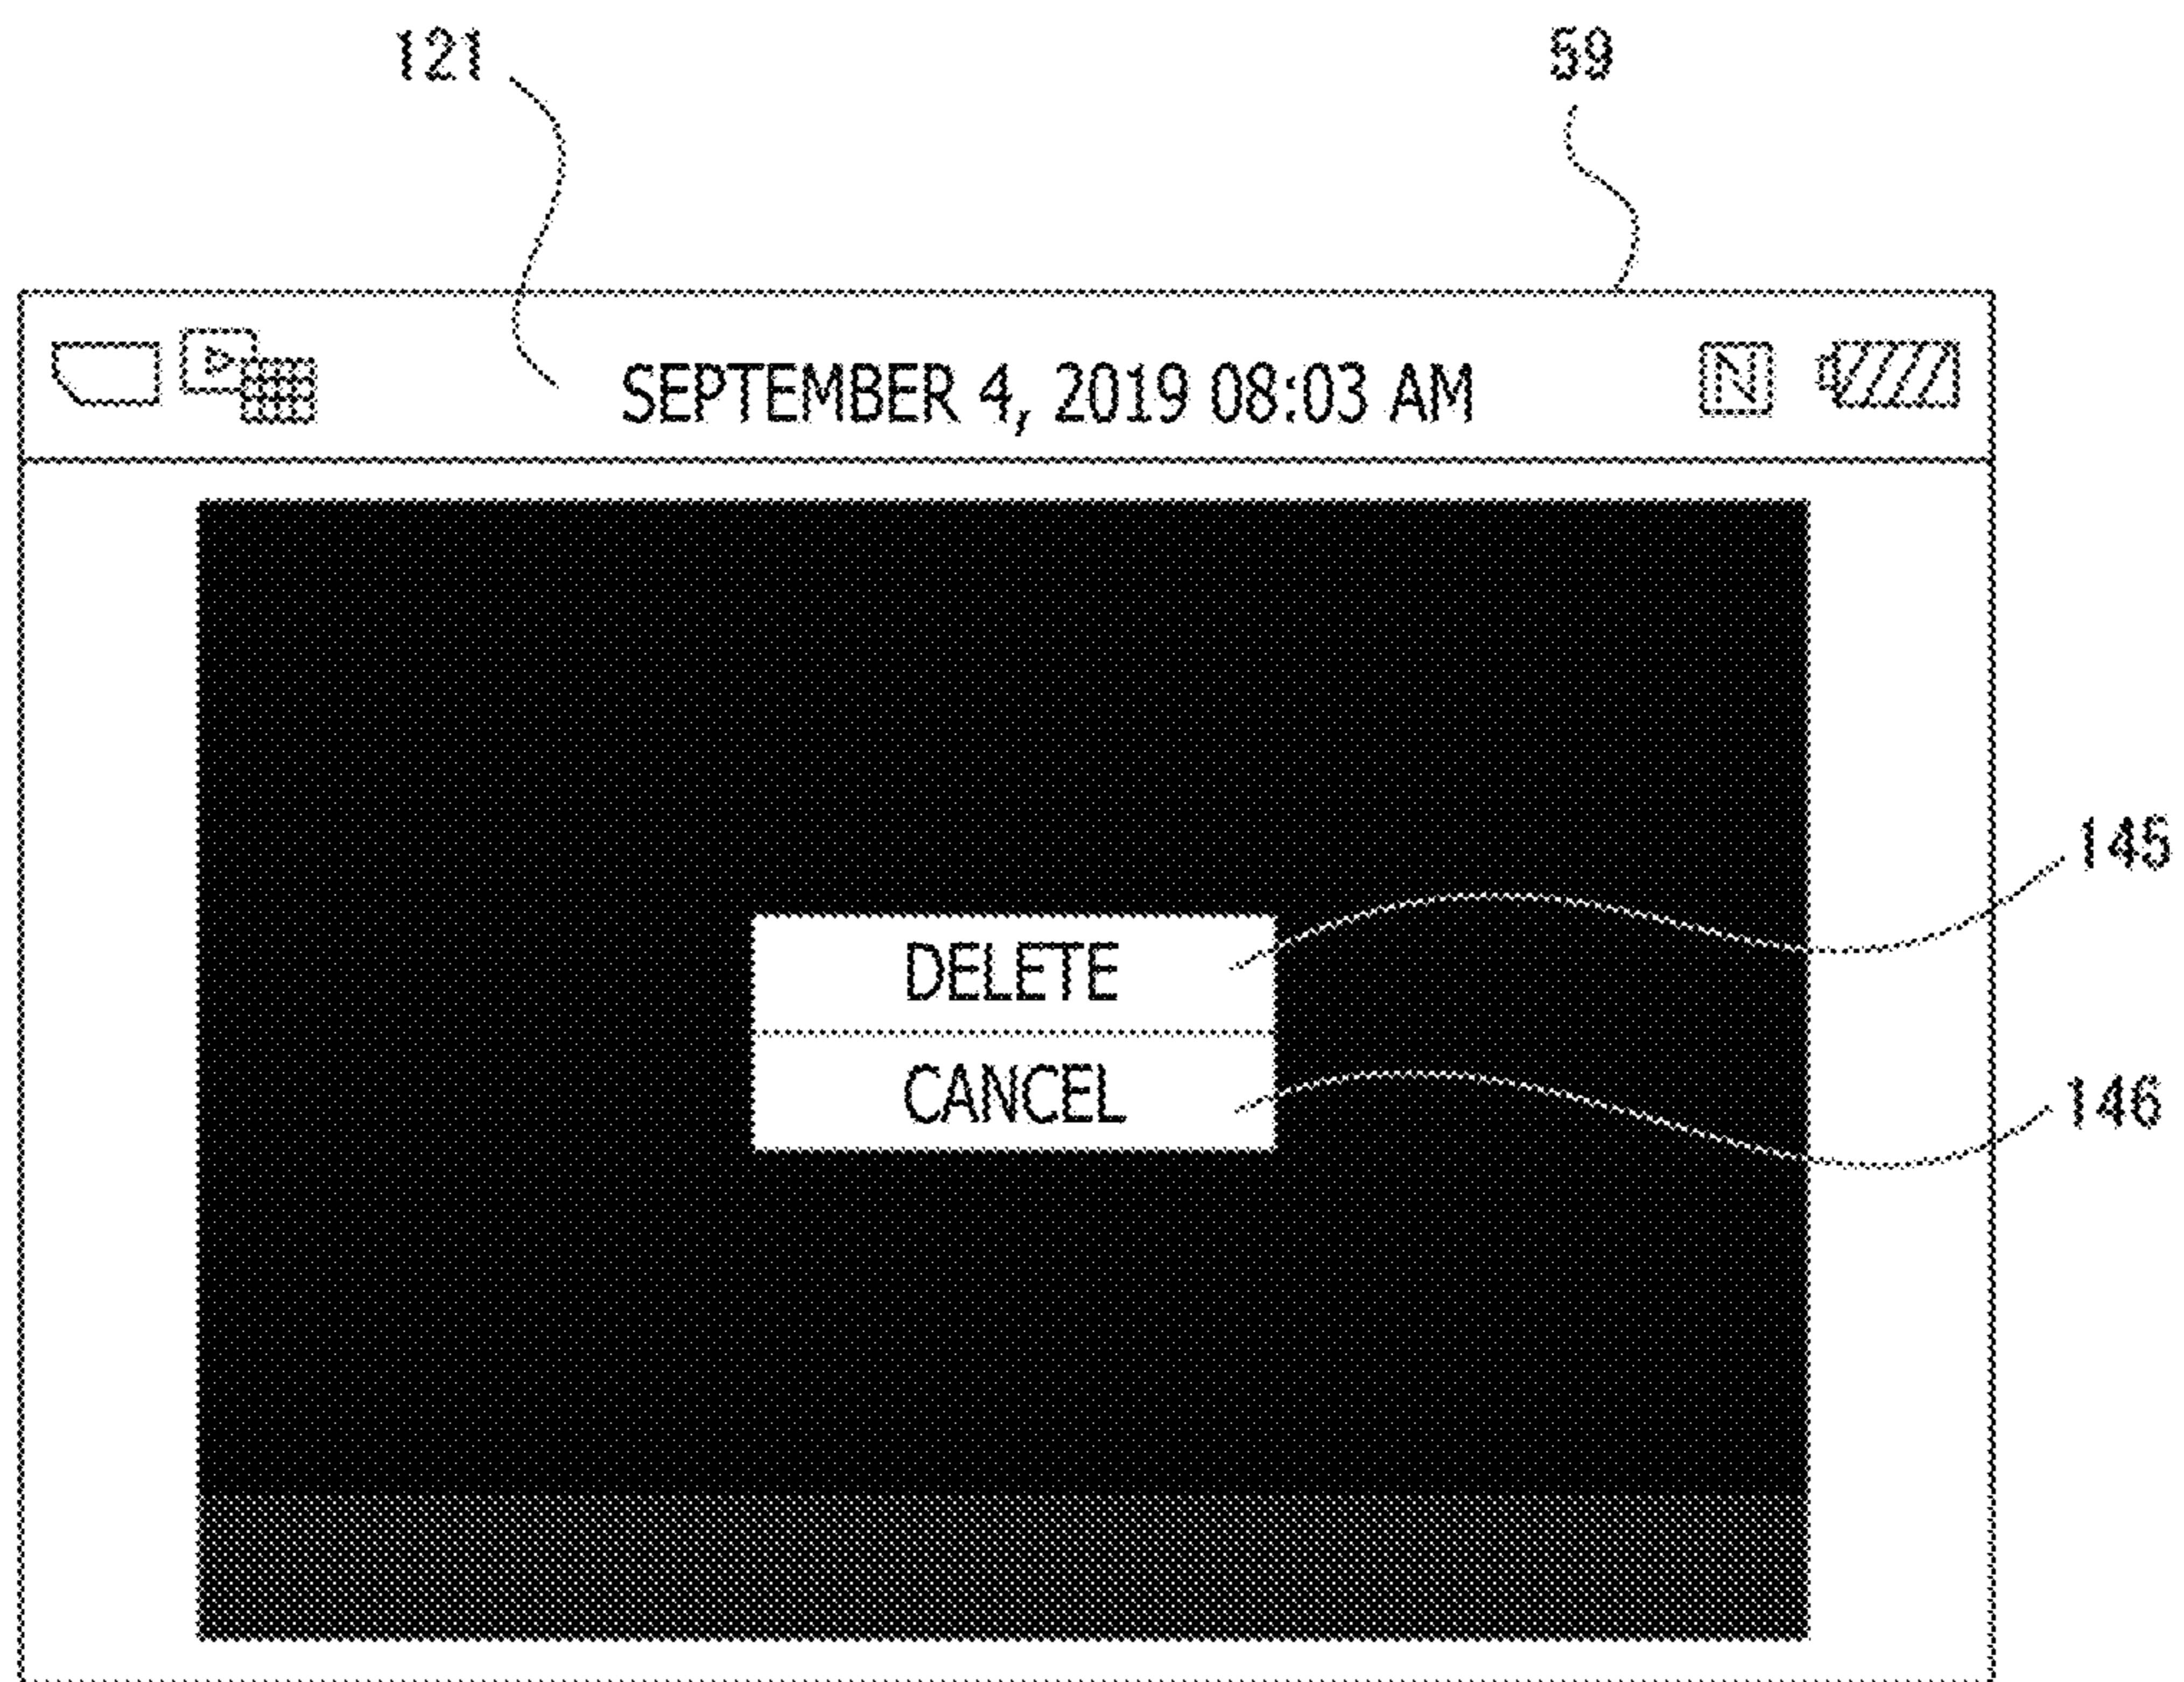 121
59
N
SEPTEMBER 4, 2019 08:03 AM
DELETE
145
CANCEL
146